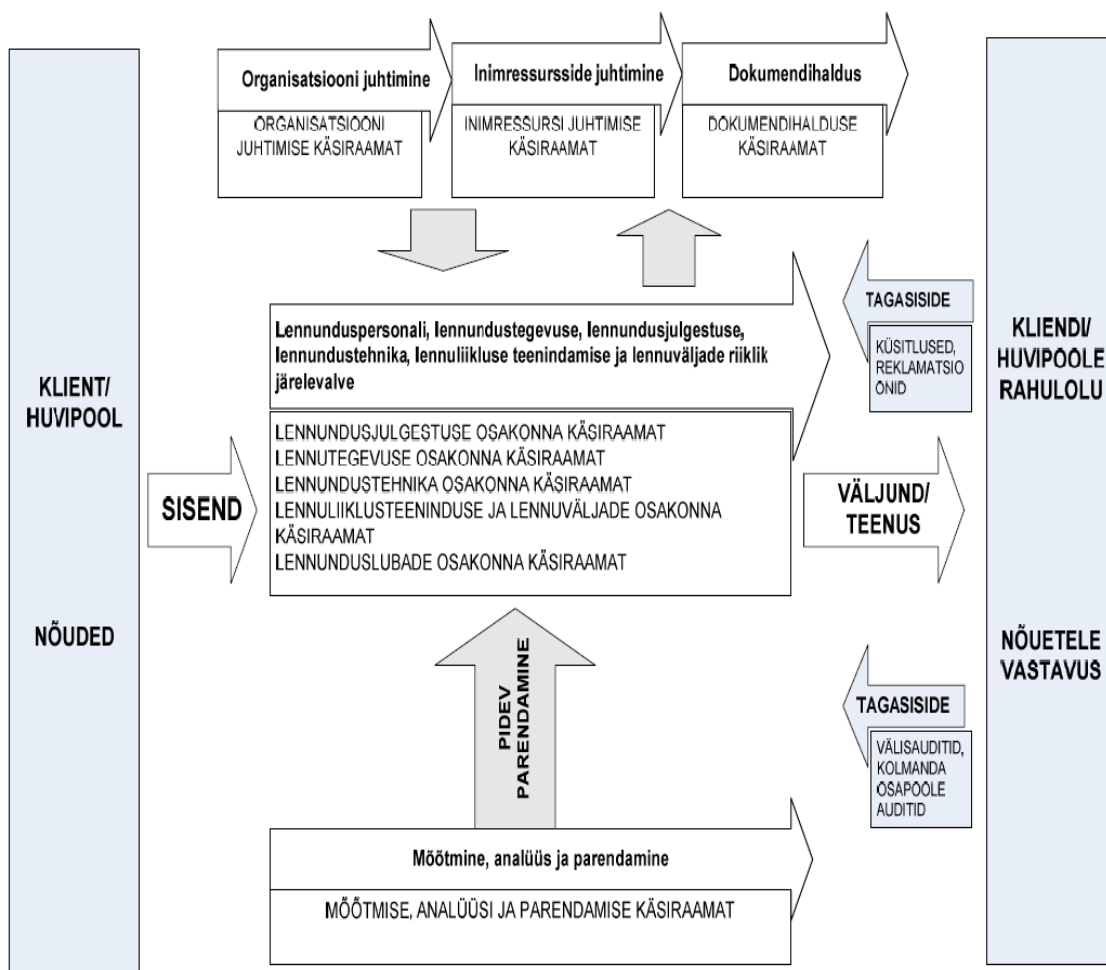 Organisatsiooni juhtimine
ORGANISATSIOONI
JUHTIMISE KÄSIRAAMAT
Inimressursside juhtimine
INIMRESSURSI JUHTIMISE
KÄSIRAAMAT
Dokumendihaldus
DOKUMENDIHALDUSE
KÄSIRAAMAT
KLIENT/
HUVIPOOL
NÕUDED
SISEND
Lennunduspersonali, lennundustegevuse, lennundusjulgestuse,
lennundustehnika, lennuliikluse teenindamise ja lennuväljade riiklik
järelevalve
LENNUNDUSJULGESTUSE OSAKONNA KÄSIRAAMAT
LENNUTEGEVUSE OSAKONNA KÄSIRAAMAT
LENNUNDUSTEHNIKA OSAKONNA KÄSIRAAMAT
LENNULIIKLUSTEENINDUSE JA LENNUVÄLJADE OSAKONNA
KÄSIRAAMAT
LENNUNDUSLUBADE OSAKONNA KÄSIRAAMAT
TAGASISIDE
KÜSITLUSED,
REKLAMATSIO
ONID
VÄLJUND/
TEENUS
KLIENDI/
HUVIPOOLE
RAHULOLU
NÕUETELE
VASTAVUS
PIDEV
PARENDAMINE
TAGASISIDE
VÄLISAUDITID,
KOLMANDA
OSAPOOLE
AUDITID
Mõõtmine, analüüs ja parendamine
MÕÕTMISE, ANALÜÜSI JA PARENDAMISE KÄSIRAAMAT